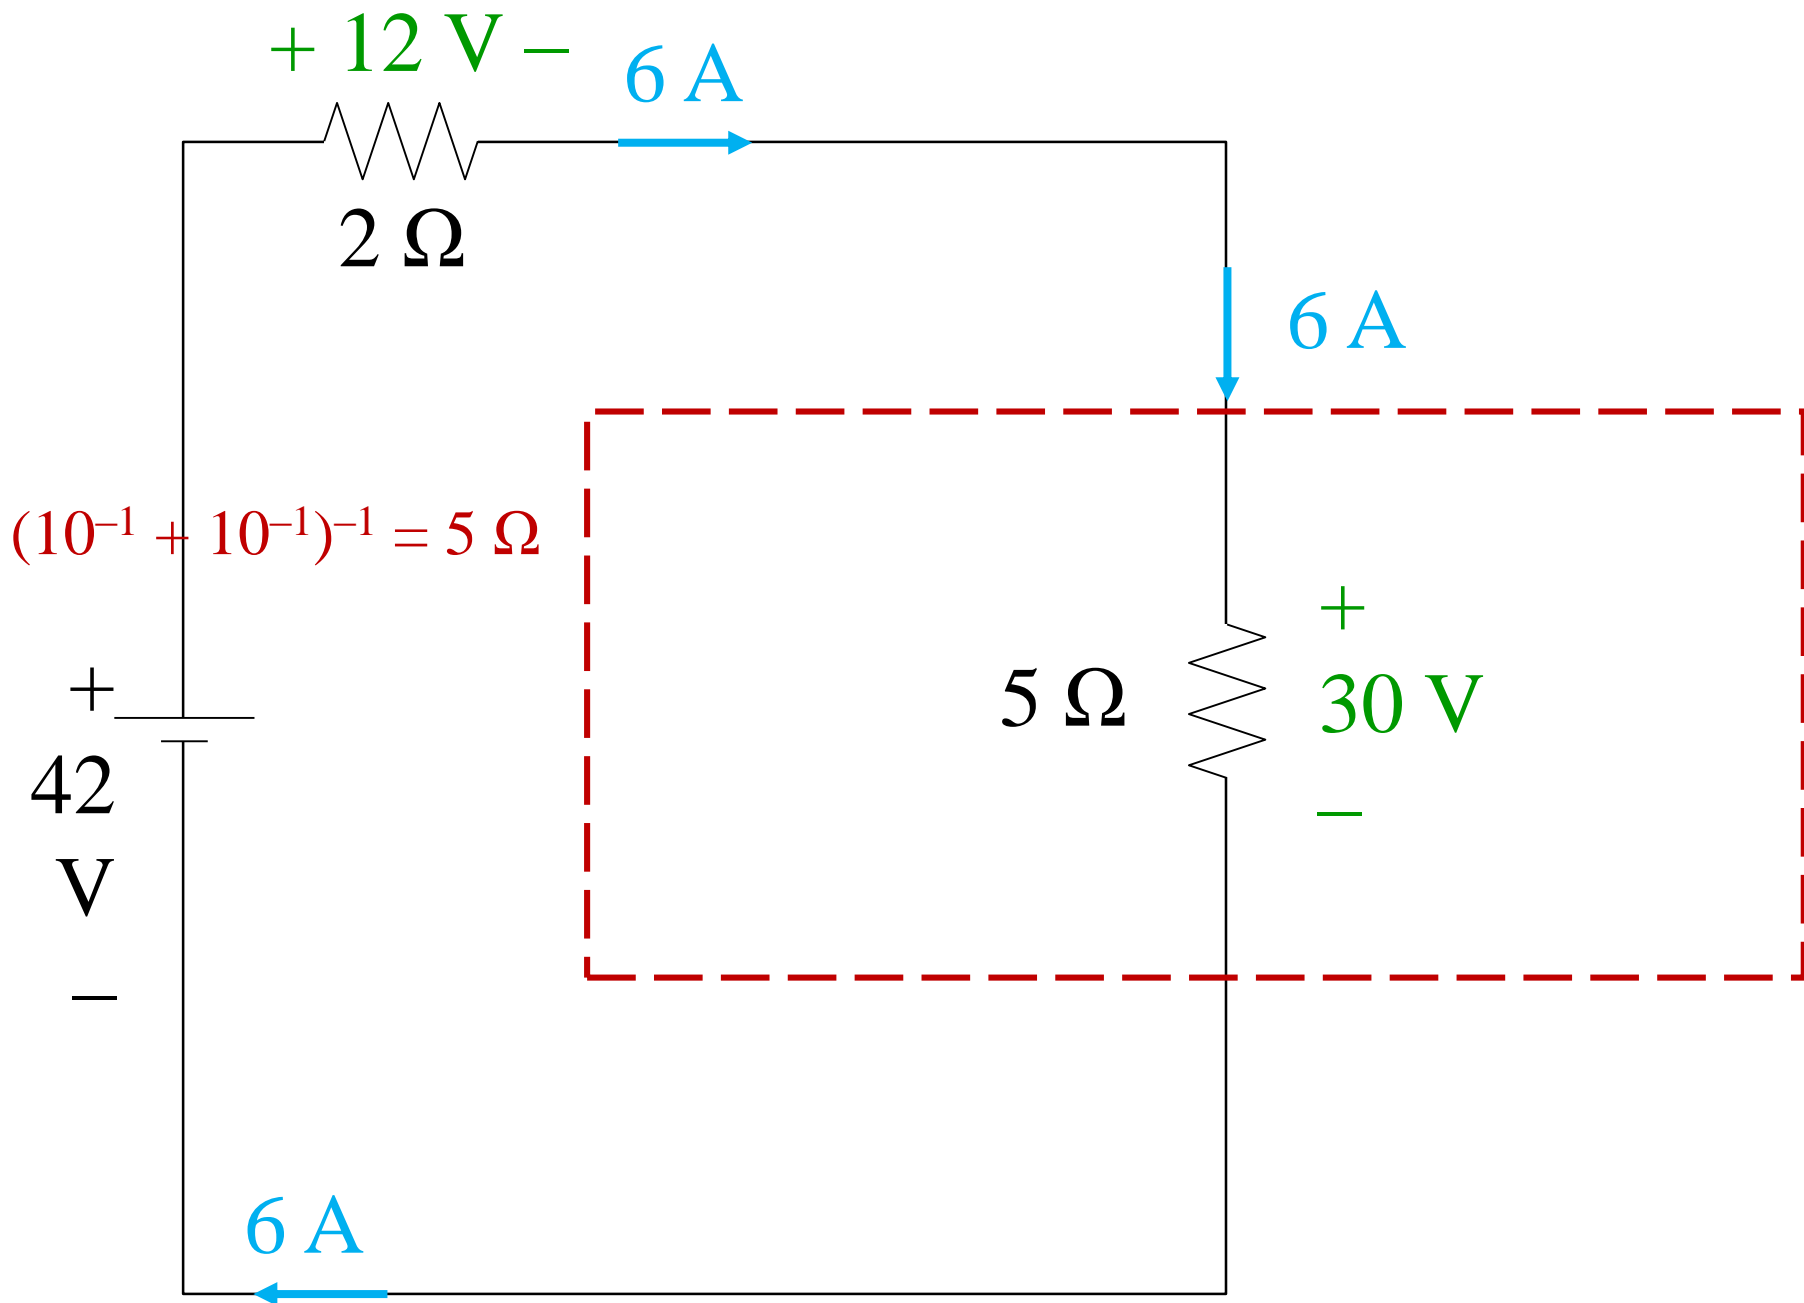 + 12 V –
6 A
2 Ω
6 A
(10⁻¹ + 10⁻¹)⁻¹ = 5 Ω
+
42
V
–
5 Ω
+
30 V
–
6 A